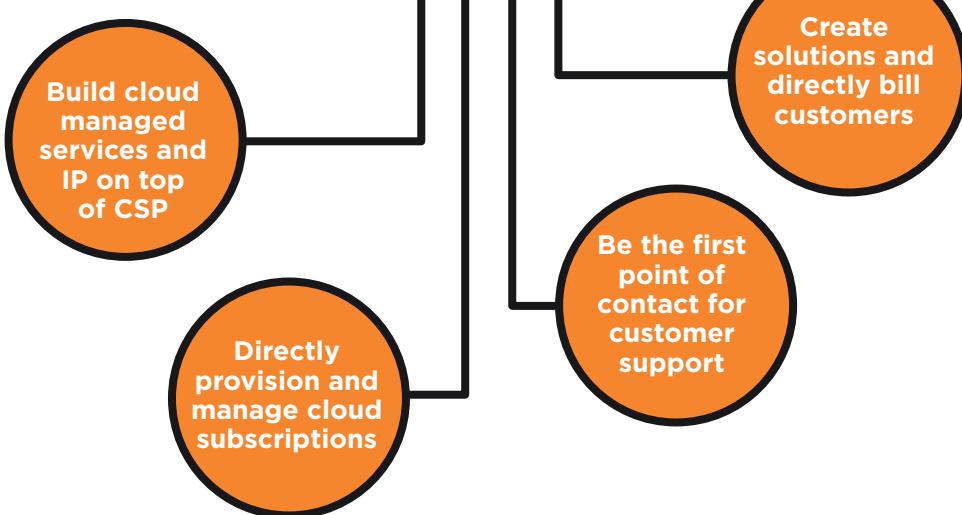 Build cloud
managed
services and
IP on top
of CSP
Directly
provision and
manage cloud
subscriptions
Be the first
point of
contact for
customer
support
Create
solutions and
directly bill
customers